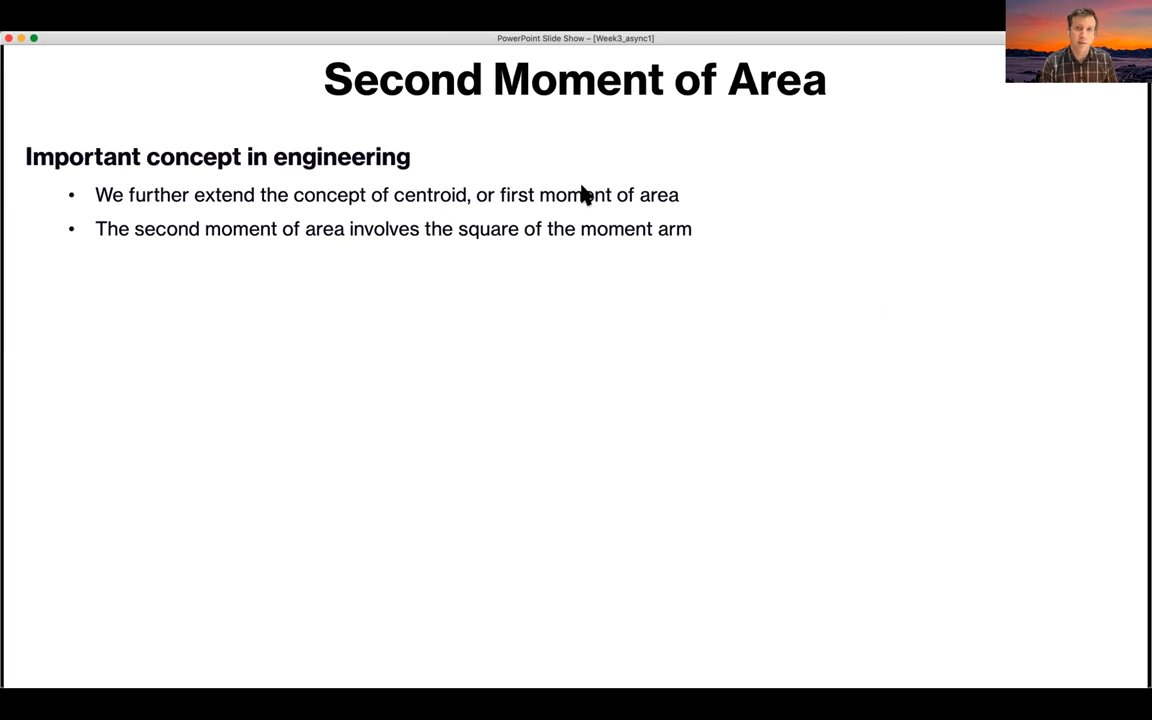 PowerPoint Slide Show – [Week3_async1]
Second Moment of Area
Important concept in engineering
• We further extend the concept of centroid, or first moment of area
• The second moment of area involves the square of the moment arm